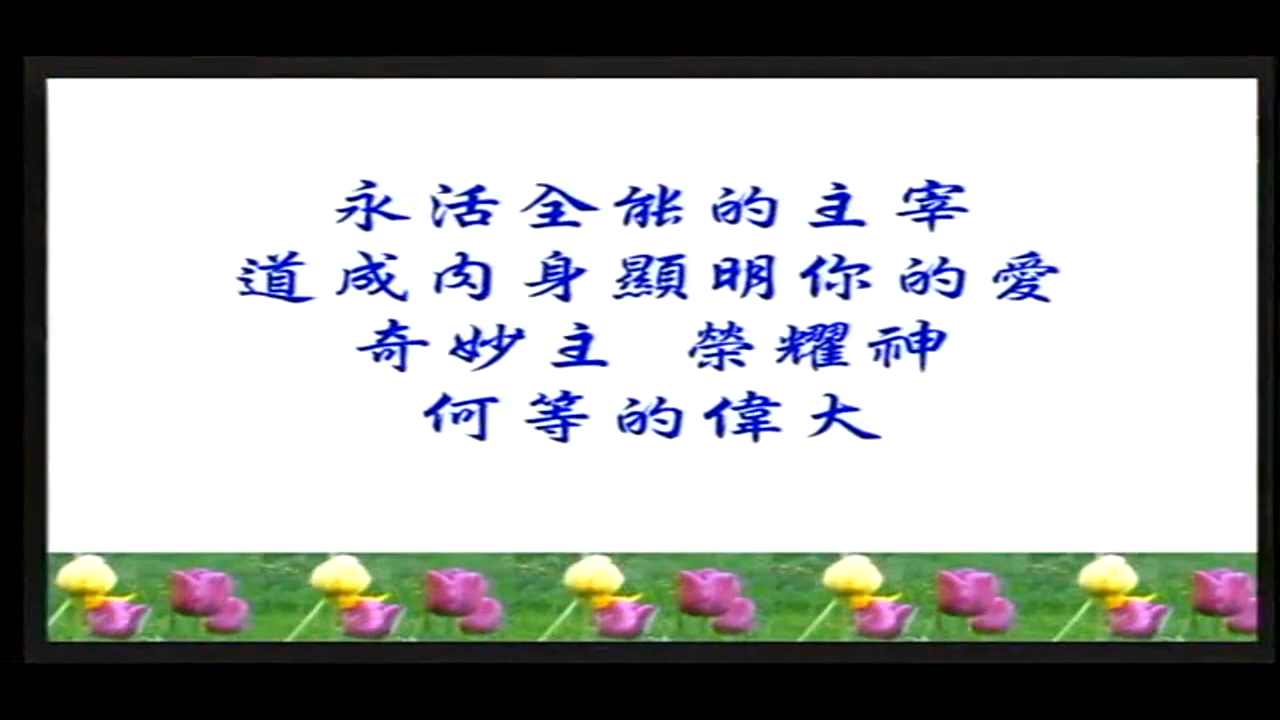 永活全能的主宰
道成肉身顯明你的愛
奇妙主 榮耀神
何等的偉大